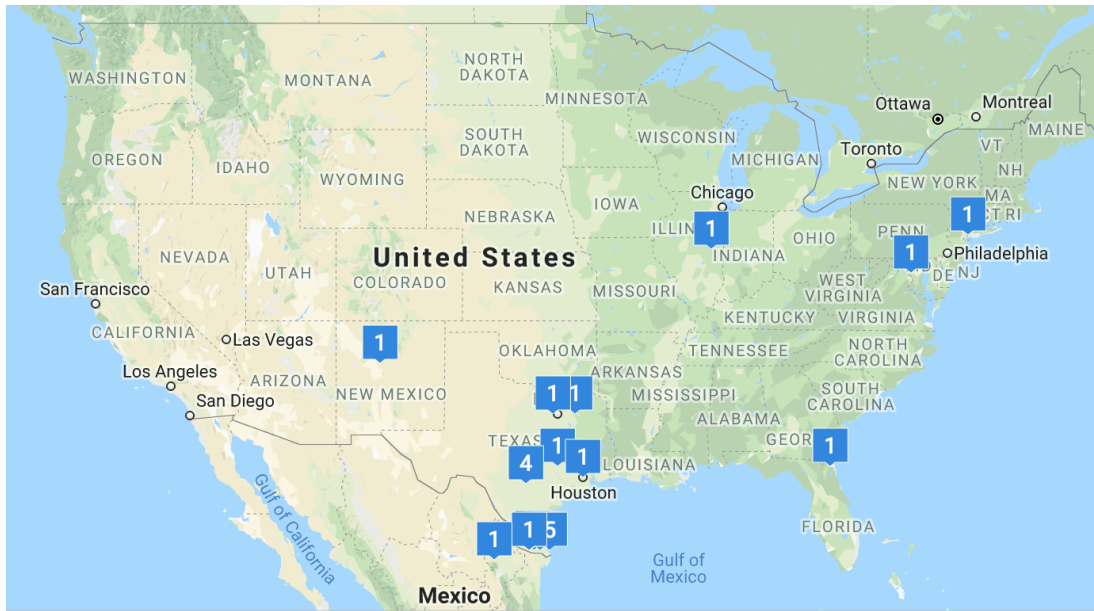 NORTH
DAKOTA
WASHINGTON
MONTANA
MINNESOTA
Ottawa
Montreal
MAINE
SOUTH
DAKOTA
WISCONSIN
VT
Toronto
OREGON
MICHIGAN
IDAHO
WYOMING
NH
NEW YORK
MA
Chicago
IOWA
NEBRASKA
1
CT RI
1
ILLIN
PENN
OHIO
1
United States
INDIANA
Philadelphia
NEVADA
UTAH
COLORADO
KANSAS
MISSOURI
DE
NJ
WEST
VIRGINIA
San Francisco
KENTUCKY
VIRGINIA
CALIFORNIA
Las Vegas
1
OKLAHOMA
TENNESSEE
NORTH
CAROLINA
Los Angeles
ARIZONA
NEW MEXICO
ARKANSAS
MISSISSIPPI
1
1
San Diego
SOUTH
CAROLINA
ALABAMA
TEXAS
1
GEOR
1
4
1
LOUISIANA
Houston
Gulf of California
1
1
5
FLORIDA
Gulf of
Mexico
Mexico